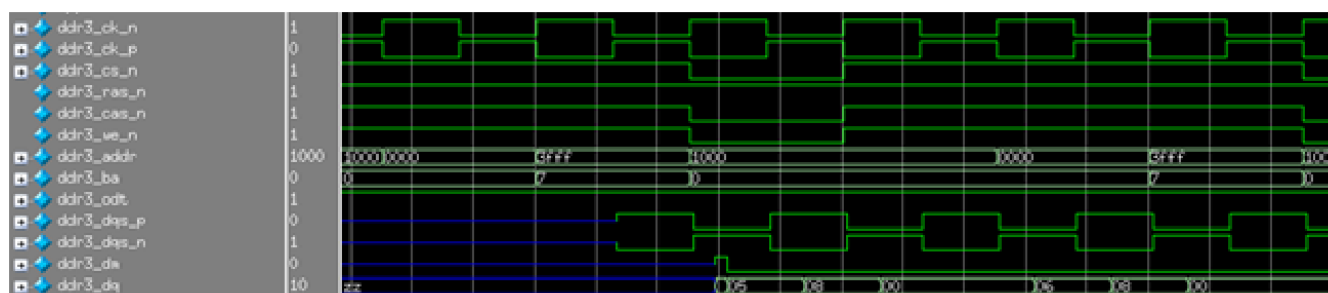 ddr3_ck_n 1
ddr3_ck_p 0
ddr3_cs_n 1
ddr3_ras_n 1
ddr3_cas_n 1
ddr3_we_n 1
ddr3_addr 1000 1000 0000 3fff 1000 0000 3fff 100
ddr3_ba 0 0 7 0 7 0
ddr3_odt 1
ddr3_dqs_p 0
ddr3_dqs_n 1
ddr3_dm 0
ddr3_dq 10 zz 05 08 00 06 08 00